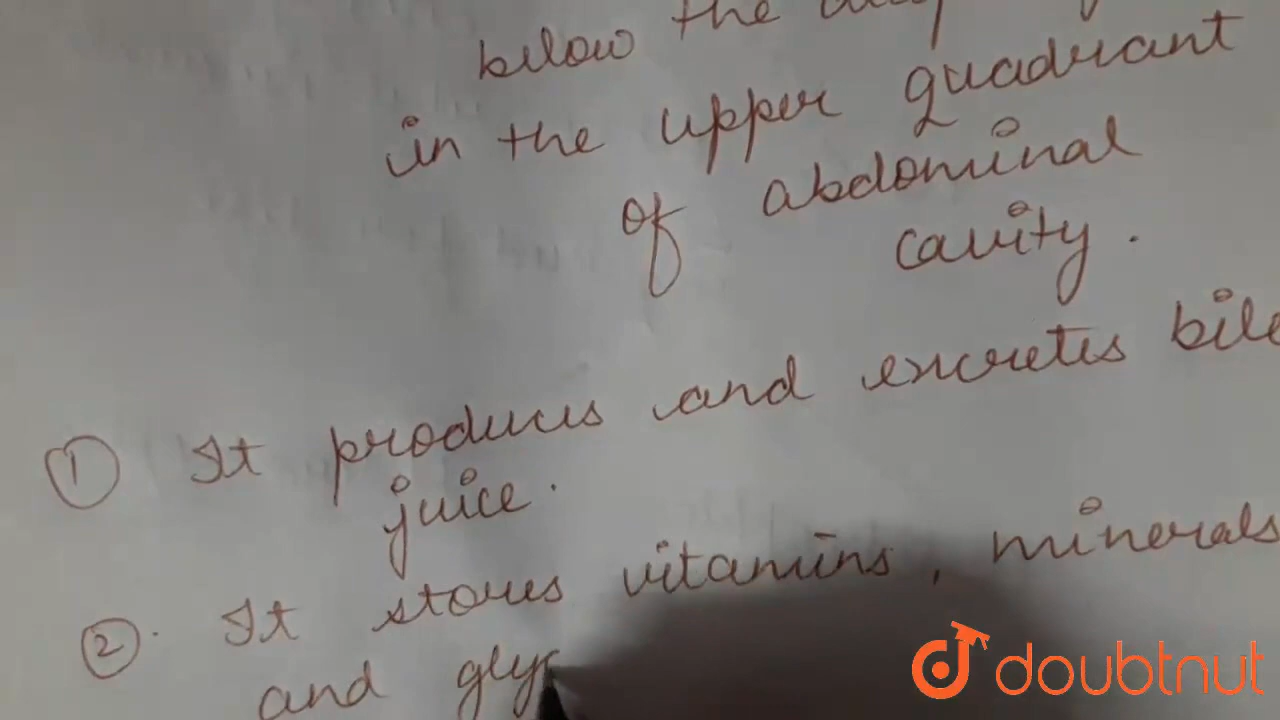 below the
in the upper quadrant
of abdominal
cavity.
① It produces and excretes bile
juice.
②. It stores vitamins, minerals
and gly
doubtnut